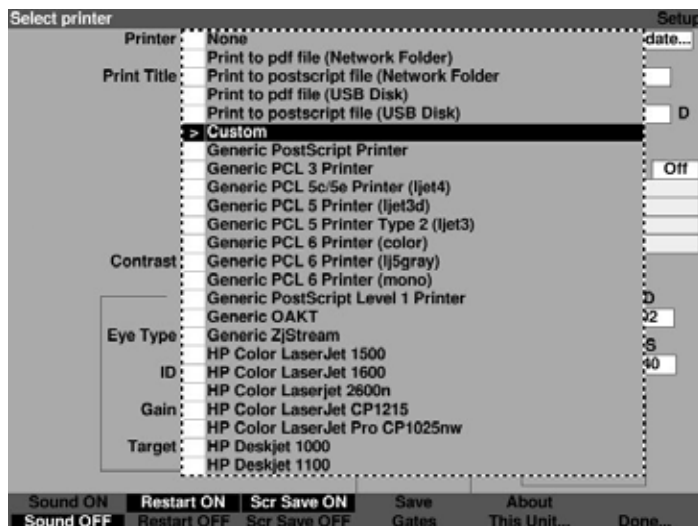 Select printer Setup
Printer None date...
Print to pdf file (Network Folder)
Print Title Print to postscript file (Network Folder
Print to pdf file (USB Disk)
Print to postscript file (USB Disk) D
> Custom
Generic PostScript Printer
Generic PCL 3 Printer Off
Generic PCL 5c/5e Printer (ljet4)
Generic PCL 5 Printer (ljet3d)
Generic PCL 5 Printer Type 2 (ljet3)
Generic PCL 6 Printer (color)
Contrast Generic PCL 6 Printer (lj5gray)
Generic PCL 6 Printer (mono)
Generic PostScript Level 1 Printer D
Generic OAKT 02
Eye Type Generic ZjStream S
HP Color LaserJet 1500 40
ID HP Color LaserJet 1600
HP Color Laserjet 2600n
Gain HP Color LaserJet CP1215
HP Color LaserJet Pro CP1025nw
Target HP Deskjet 1000
HP Deskjet 1100
Sound ON Restart ON Scr Save ON Save About
Sound OFF Restart OFF Scr Save OFF Gates This Unit... Done...